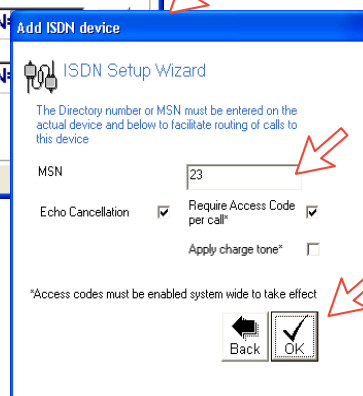 N=
Add ISDN device
N=
ISDN Setup Wizard
The Directory number or MSN must be entered on the
actual device and below to facilitate routing of calls to
this device
MSN
23
Echo Cancellation
Require Access Code
per call*
Apply charge tone*
*Access codes must be enabled system wide to take effect
Back
OK